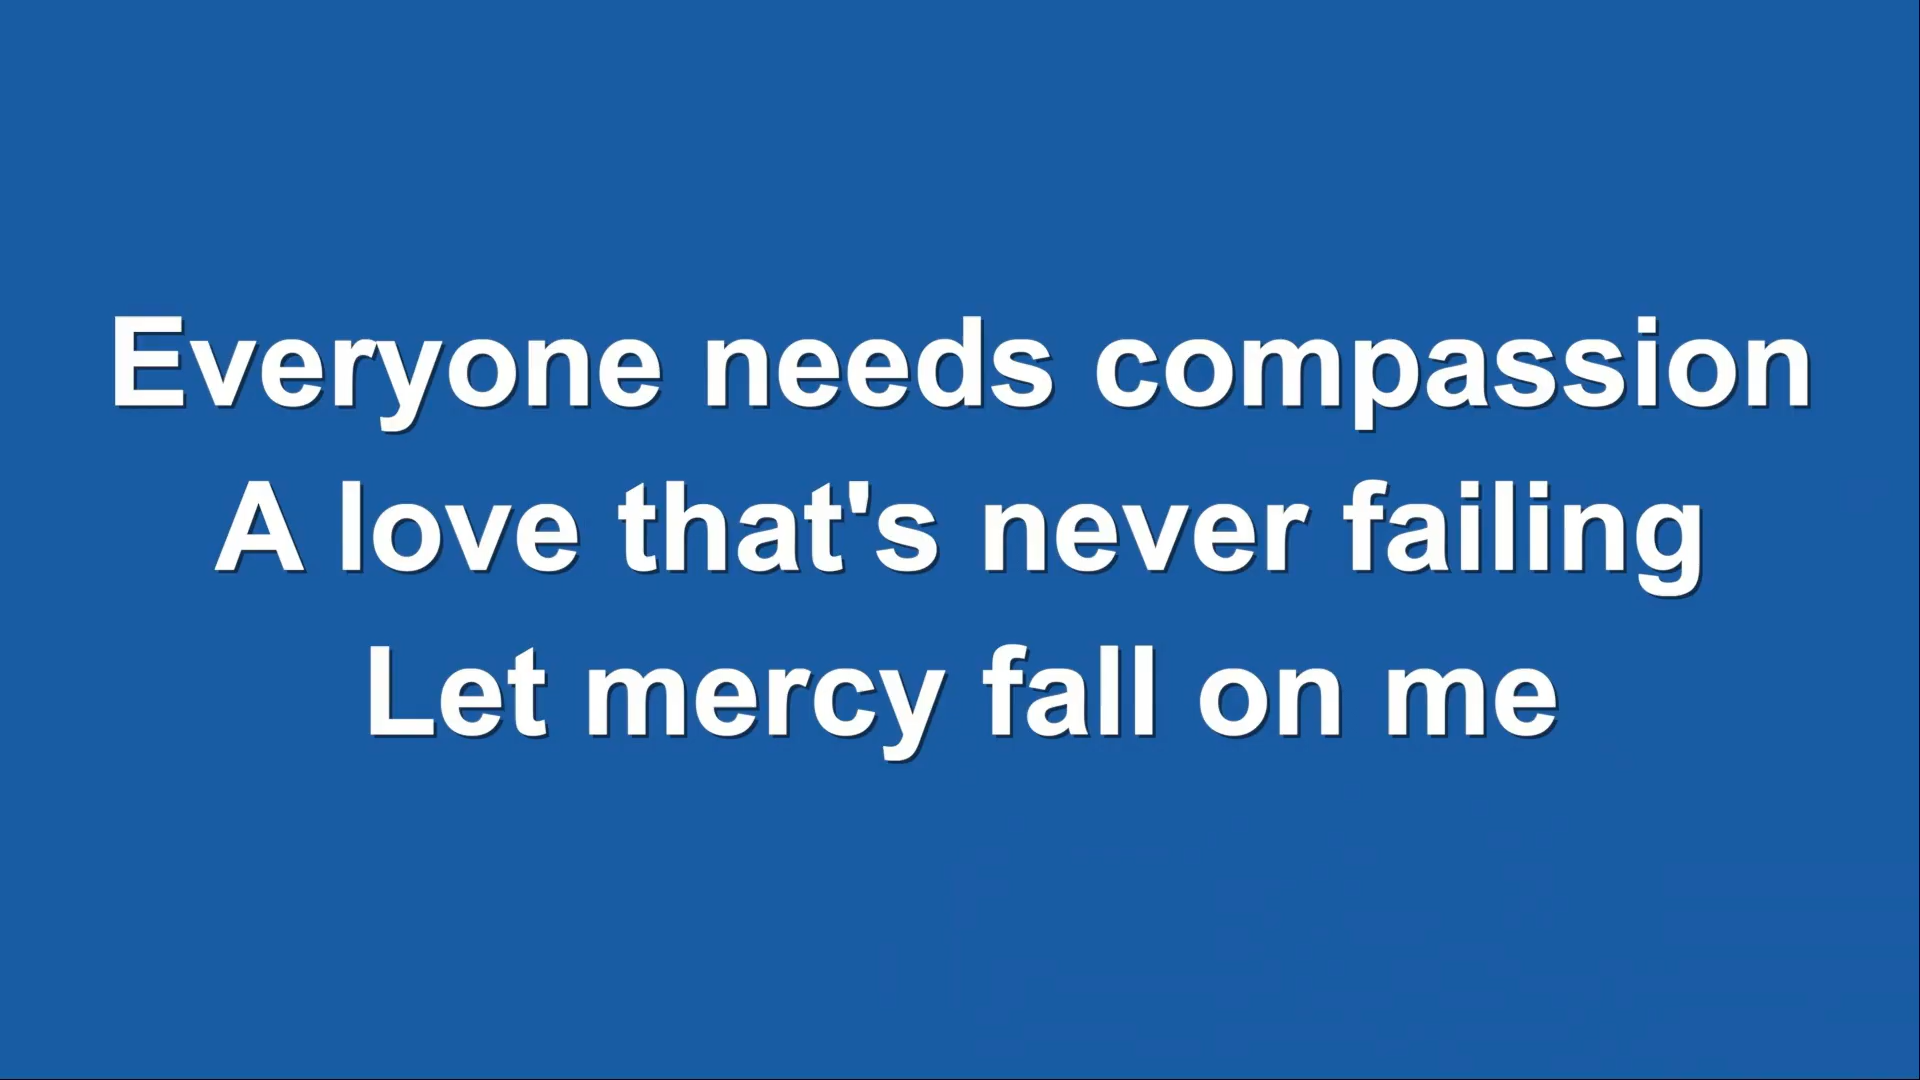 Everyone needs compassion
A love that's never failing
Let mercy fall on me